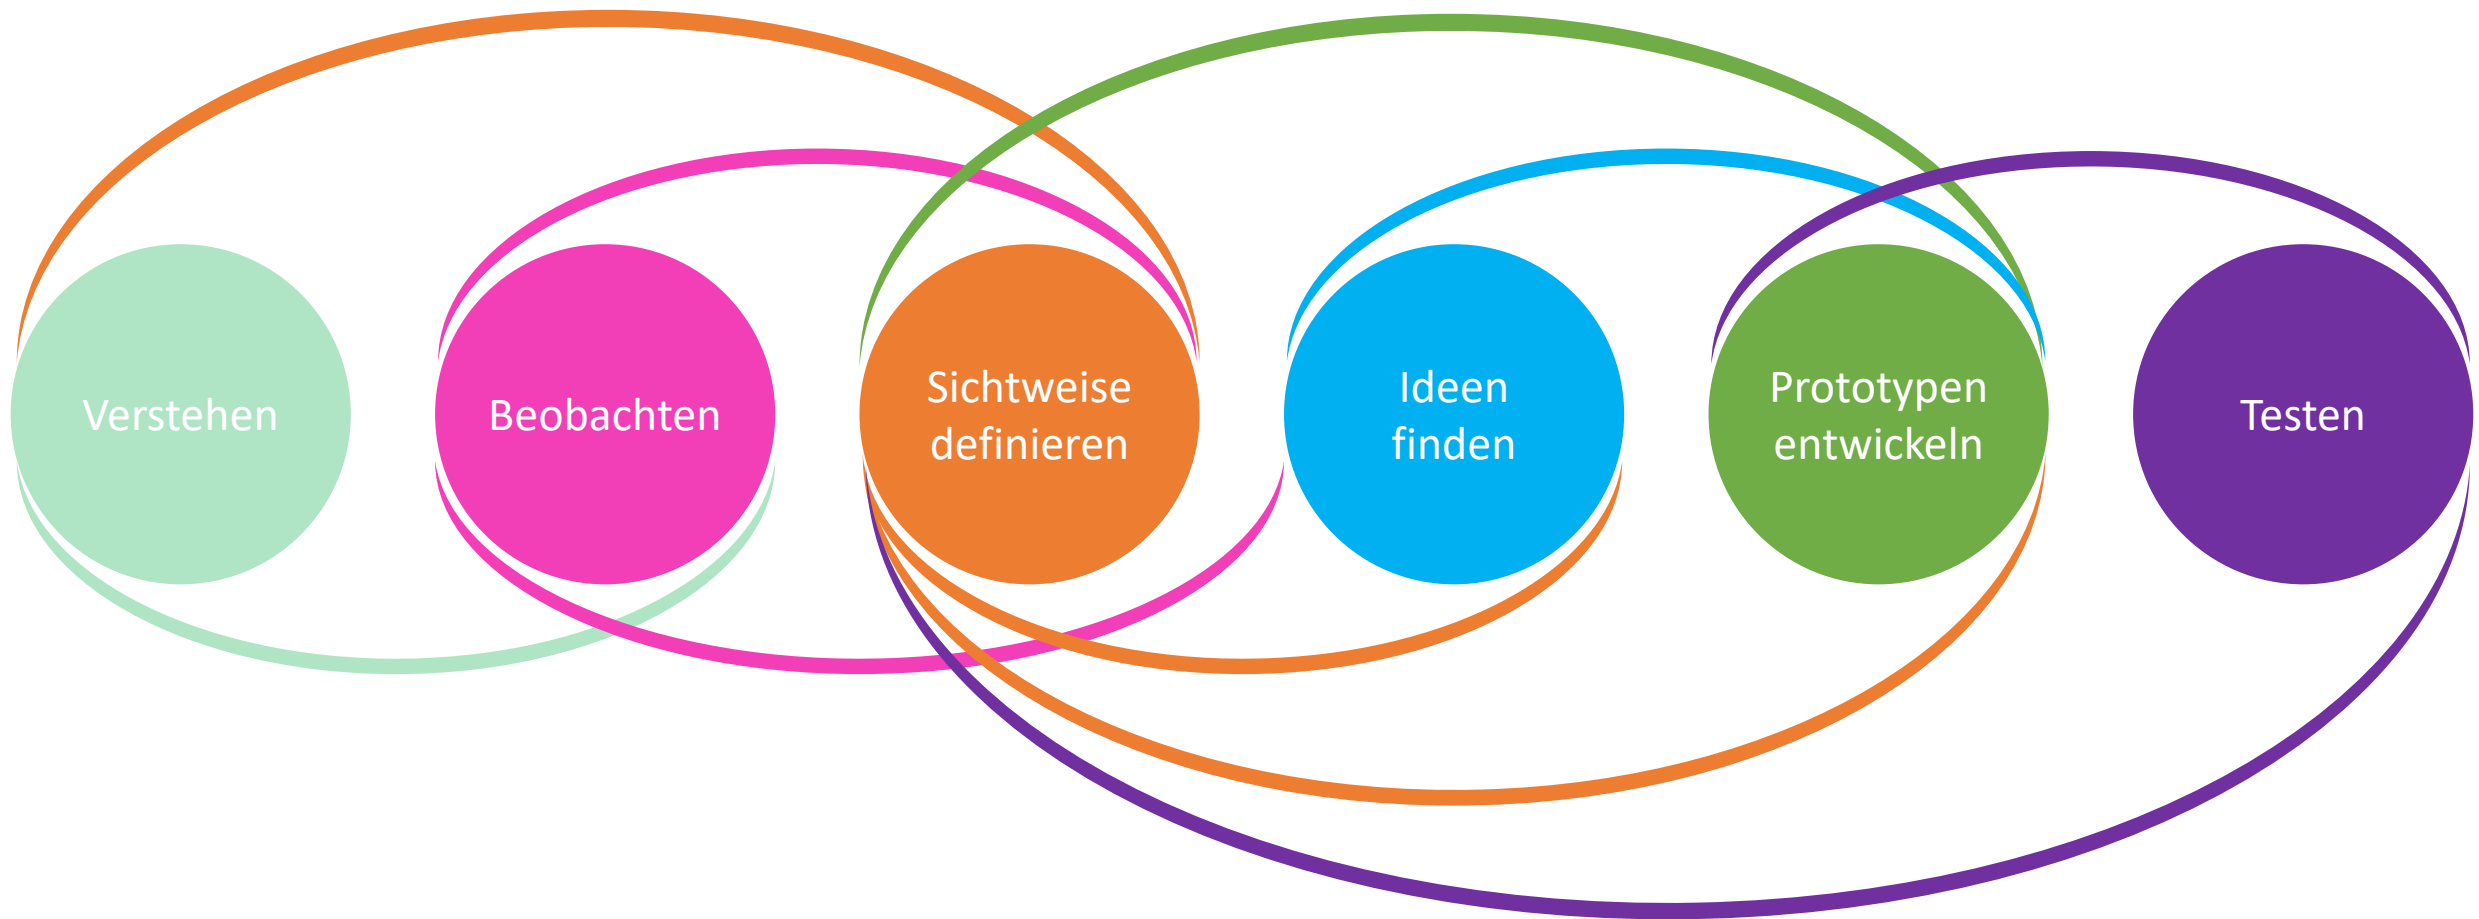 Verstehen
Beobachten
Sichtweise
definieren
Ideen
finden
Prototypen
entwickeln
Testen